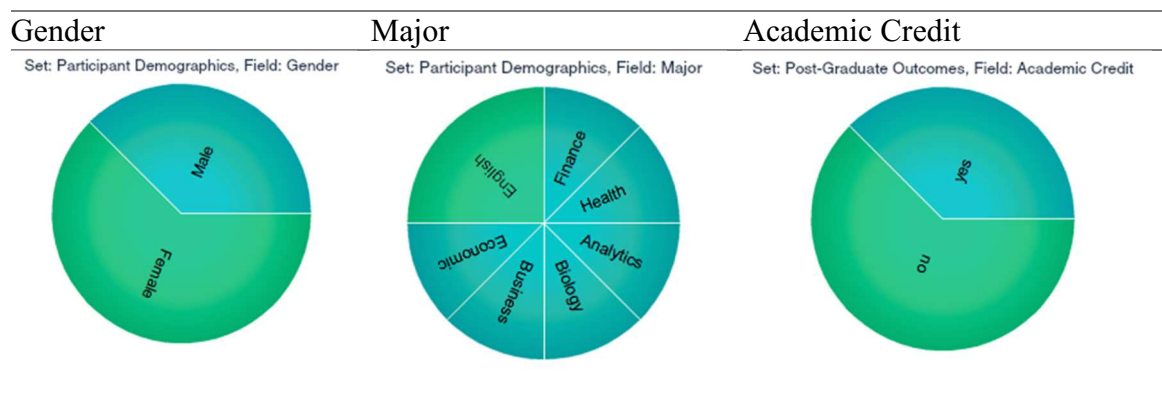 Gender Major Academic Credit
Set: Participant Demographics, Field: Gender
Male
Female
Set: Participant Demographics, Field: Major
Finance
Health
Analytics
Biology
Business
Economic
English
Set: Post-Graduate Outcomes, Field: Academic Credit
yes
no